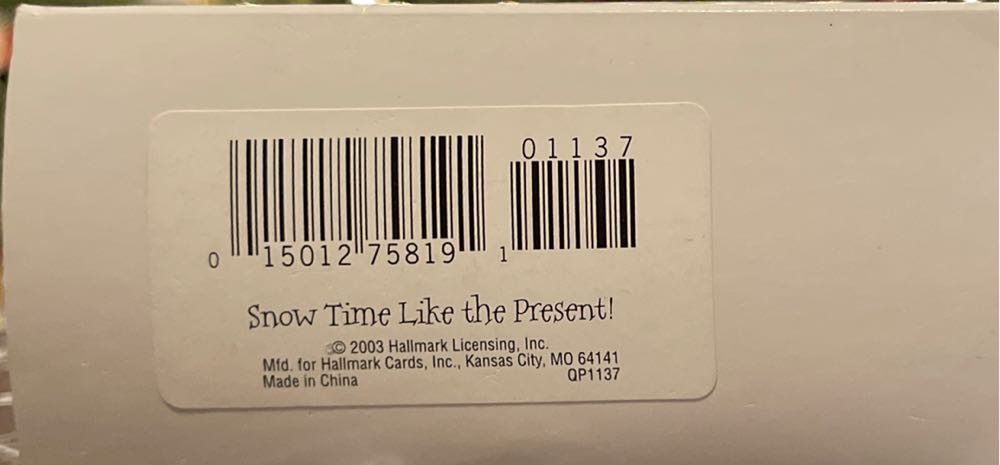 01137
0 15012 75819 1
Snow Time Like the Present!
© 2003 Hallmark Licensing, Inc.
Mfd. for Hallmark Cards, Inc., Kansas City, MO 64141
Made in China QP1137